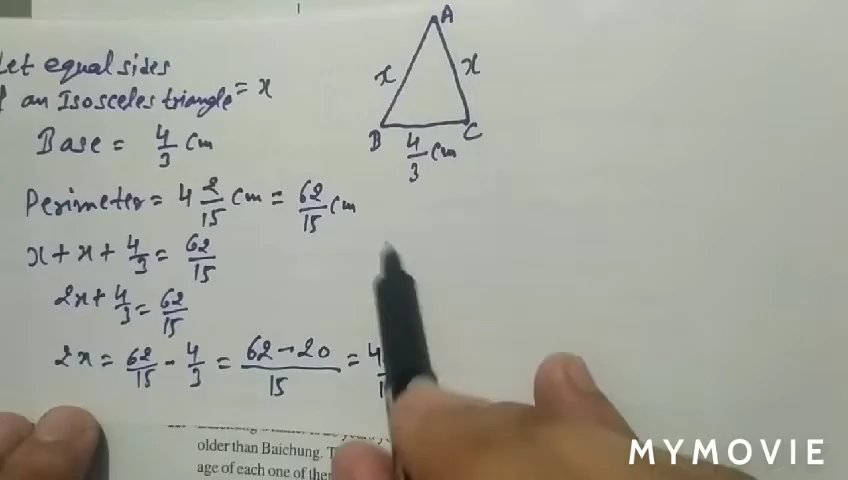 Let equal sides
of an Isosceles triangle = x
Base = 4/3 cm
A
x x
B C
4/3 cm
Perimeter = 4 2/15 cm = 62/15 cm
x + x + 4/3 = 62/15
2x + 4/3 = 62/15
2x = 62/15 - 4/3 = 62-20/15 = 4
older than Baichung.
age of each one of
MYMOVIE